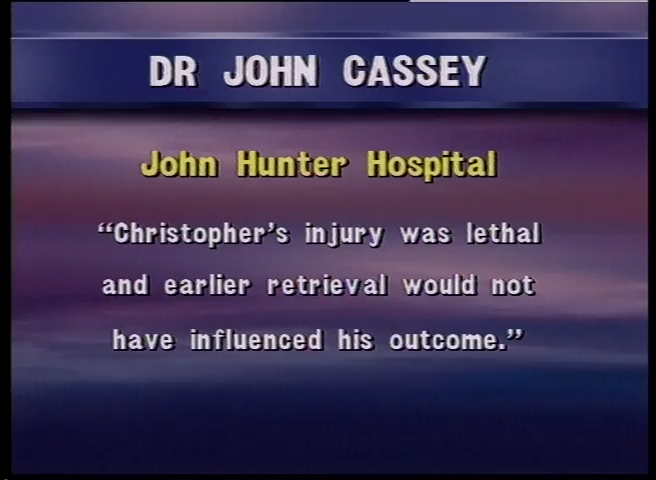 DR JOHN CASSEY
John Hunter Hospital
“Christopher’s injury was lethal
and earlier retrieval would not
have influenced his outcome.”